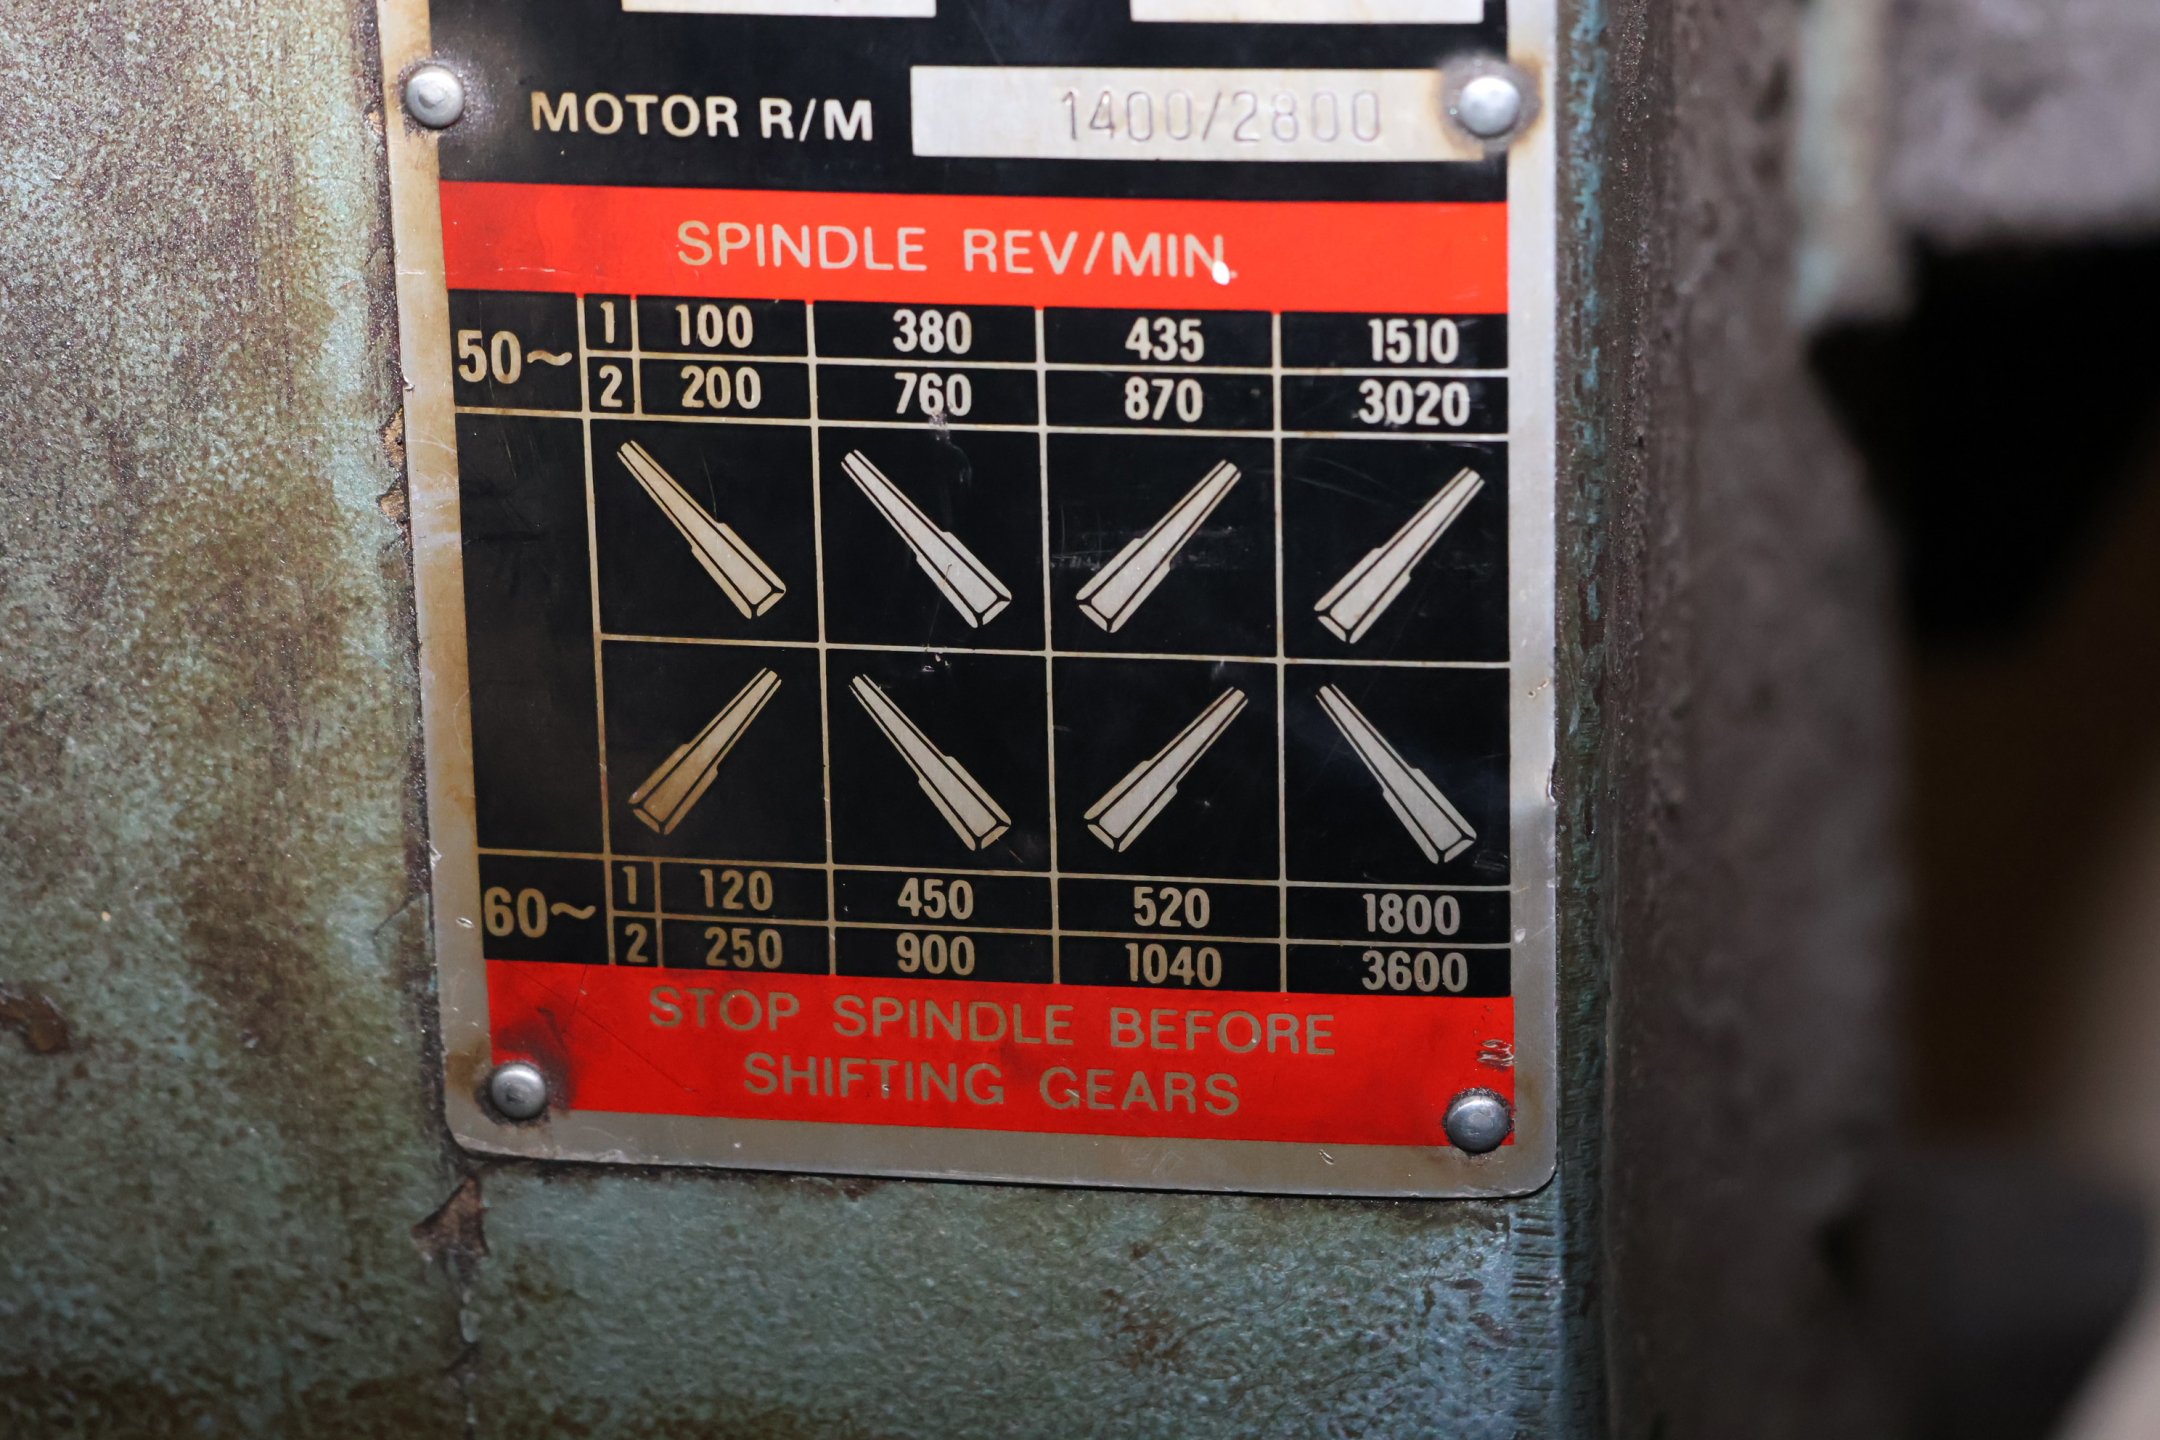 MOTOR R/M 1400/2800
SPINDLE REV/MIN.
50~ 1 100 380 435 1510
2 200 760 870 3020
60~ 1 120 450 520 1800
2 250 900 1040 3600
STOP SPINDLE BEFORE
SHIFTING GEARS